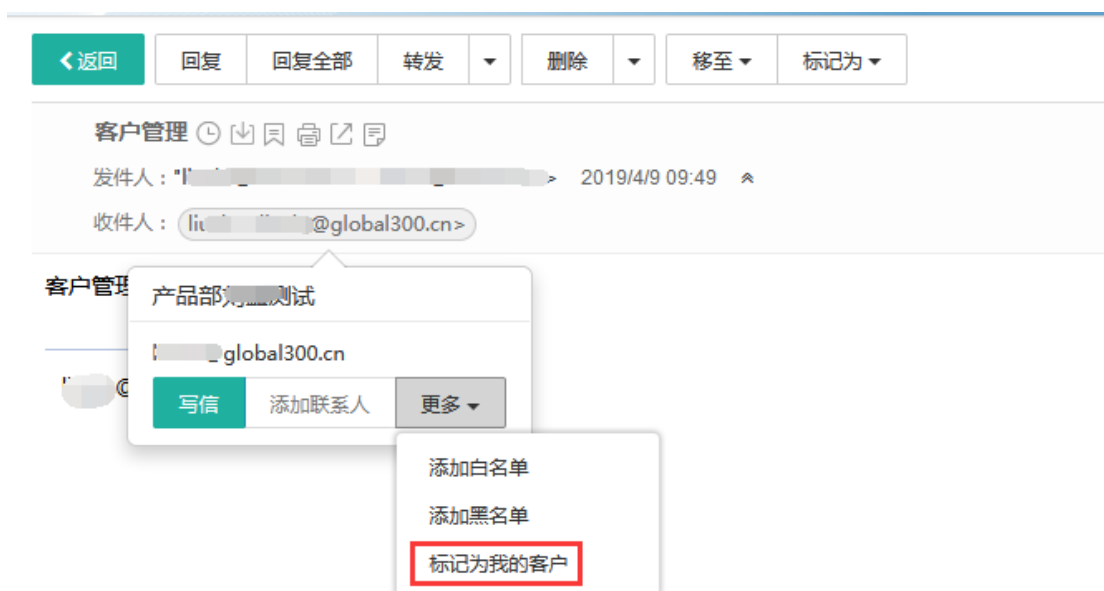 返回 回复 回复全部 转发 删除 移至 标记为
客户管理
发件人："li 2019/4/9 09:49
收件人： liu @global300.cn>
客户管理
产品部 测试
global300.cn
@
写信 添加联系人 更多
添加白名单
添加黑名单
标记为我的客户